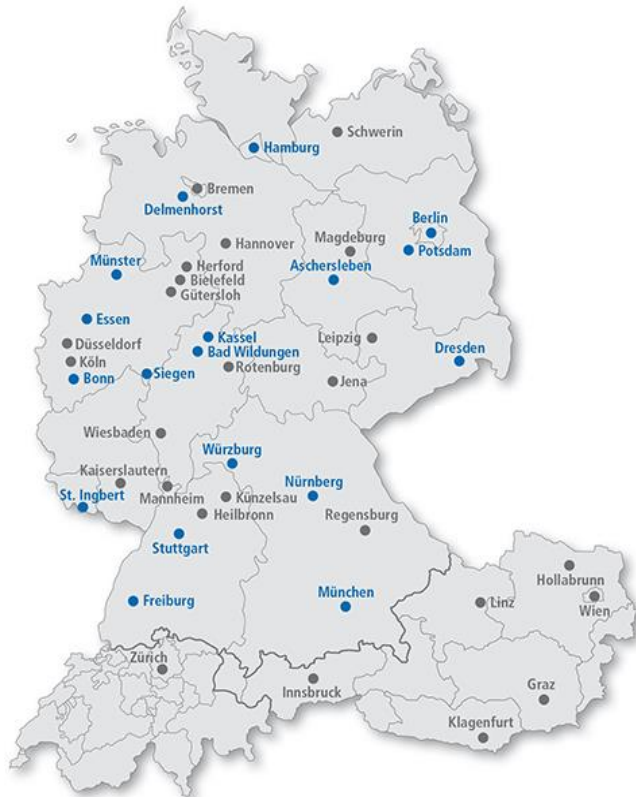 Schwerin
Hamburg
Bremen
Delmenhorst
Berlin
Hannover
Magdeburg
Potsdam
Münster
Herford
Aschersleben
Bielefeld
Gütersloh
Essen
Kassel
Leipzig
Düsseldorf
Bad Wildungen
Dresden
Köln
Rotenburg
Bonn
Siegen
Jena
Wiesbaden
Würzburg
Kaiserslautern
Nürnberg
St. Ingbert
Mannheim
Künzelsau
Heilbronn
Regensburg
Stuttgart
Hollabrunn
Freiburg
München
Linz
Wien
Zürich
Innsbruck
Graz
Klagenfurt